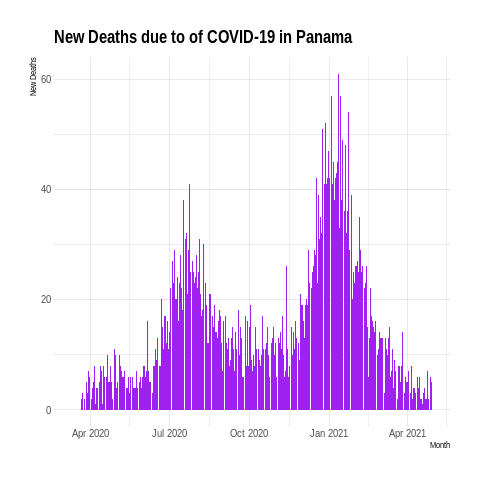 New Deaths due to of COVID-19 in Panama
New Deaths
60
40
20
0
Apr 2020 Jul 2020 Oct 2020 Jan 2021 Apr 2021
Month